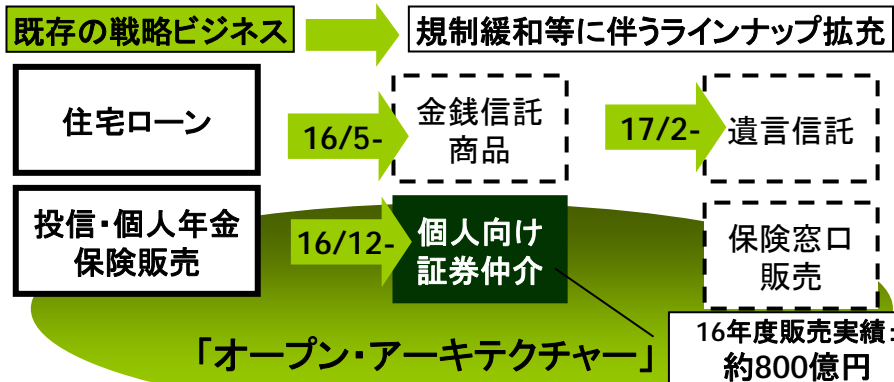 既存の戦略ビジネス
規制緩和等に伴うラインナップ拡充
住宅ローン
16/5-
金銭信託
商品
17/2-
遺言信託
投信・個人年金
保険販売
16/12-
個人向け
証券仲介
保険窓口
販売
「オープン・アーキテクチャー」
16年度販売実績:
約800億円